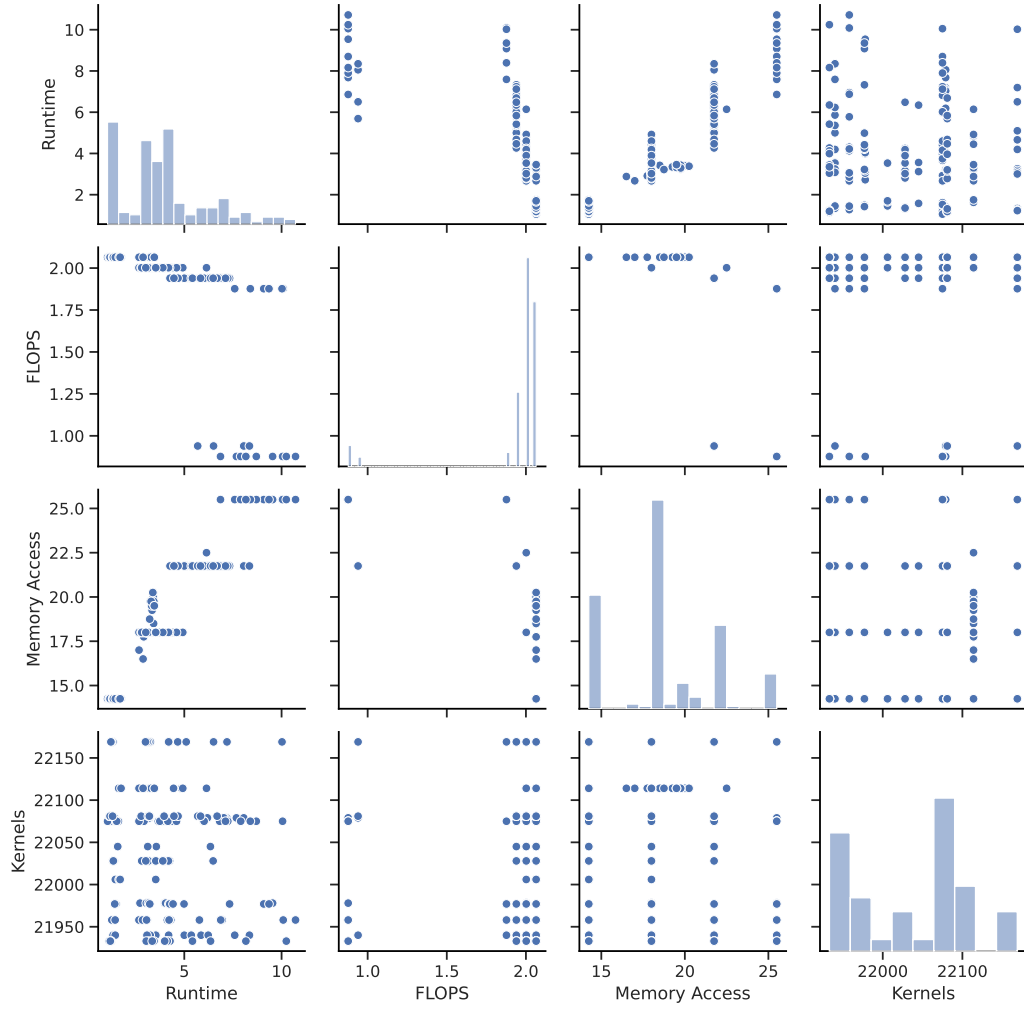 10
8
6
4
2
Runtime
2.00
1.75
1.50
1.25
1.00
FLOPS
25.0
22.5
20.0
17.5
15.0
Memory Access
22150
22100
22050
22000
21950
Kernels
5 10
Runtime
1.0 1.5 2.0
FLOPS
15 20 25
Memory Access
22000 22100
Kernels